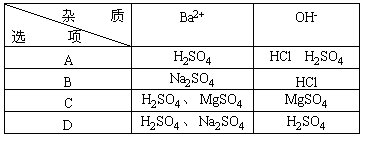 杂 质 Ba²⁺ OH⁻
选 项
A H₂SO₄ HCl H₂SO₄
B Na₂SO₄ HCl
C H₂SO₄、MgSO₄ MgSO₄
D H₂SO₄、Na₂SO₄ H₂SO₄